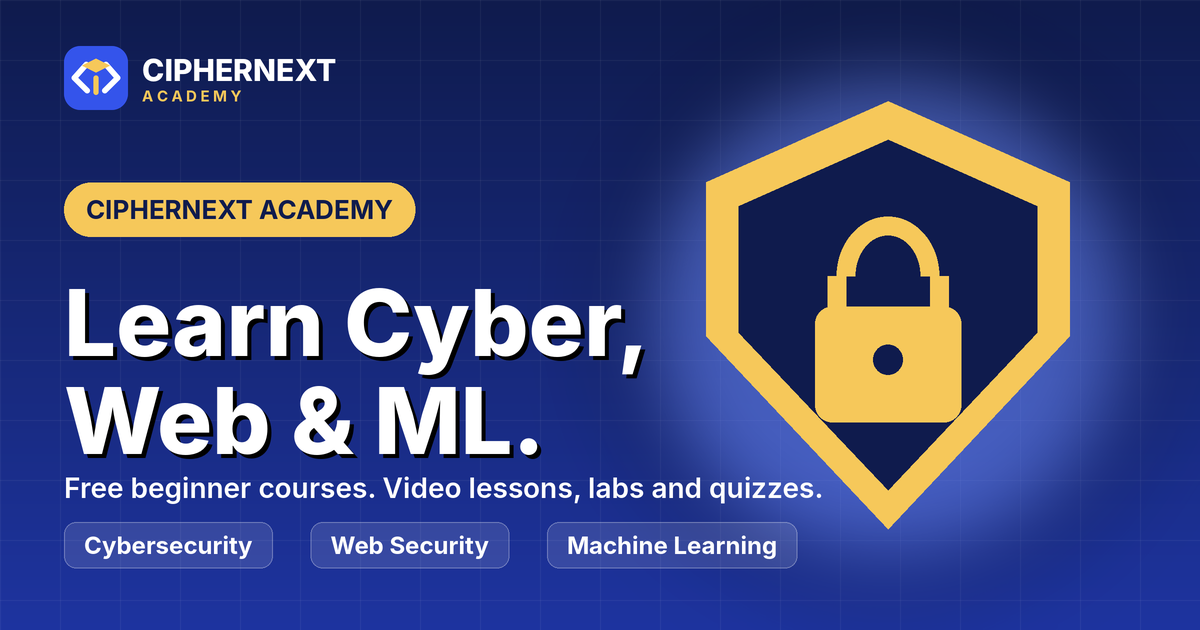 CIPHERNEXT
ACADEMY
CIPHERNEXT ACADEMY
Learn Cyber,
Web & ML.
Free beginner courses. Video lessons, labs and quizzes.
Cybersecurity
Web Security
Machine Learning